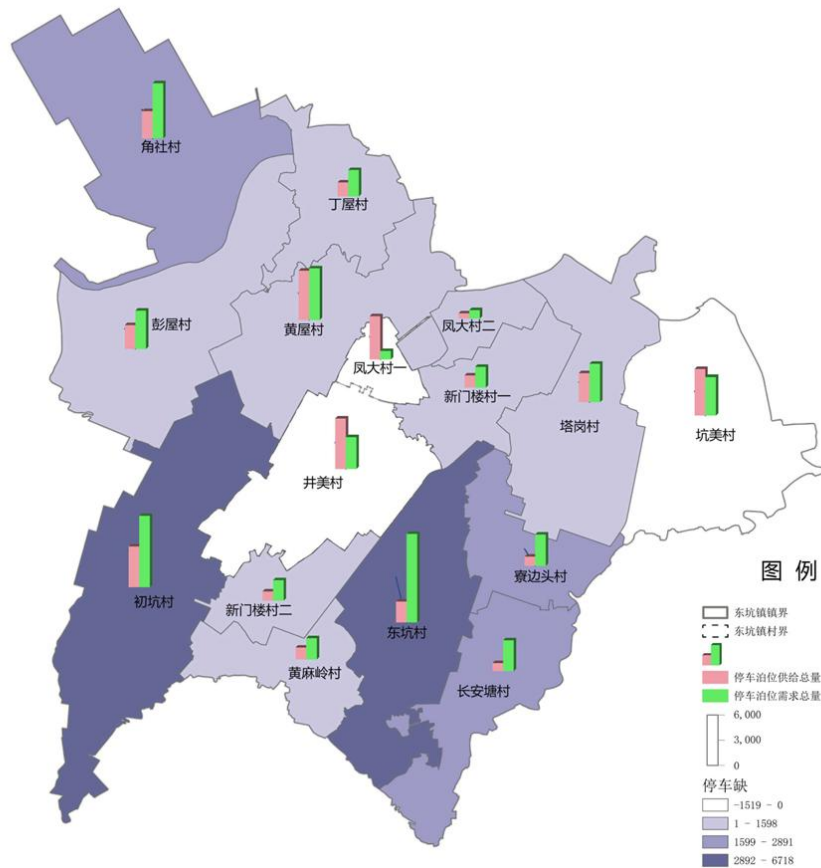 角社村
丁屋村
彭屋村
黄屋村
凤大村二
凤大村一
新门楼村一
塔岗村
坑美村
井美村
寮边头村
初坑村
新门楼村二
东坑村
黄麻岭村
长安塘村
图 例
东坑镇镇界
东坑镇村界
停车泊位供给总量
停车泊位需求总量
6,000
3,000
0
停车缺
-1519 - 0
1 - 1598
1599 - 2891
2892 - 6718